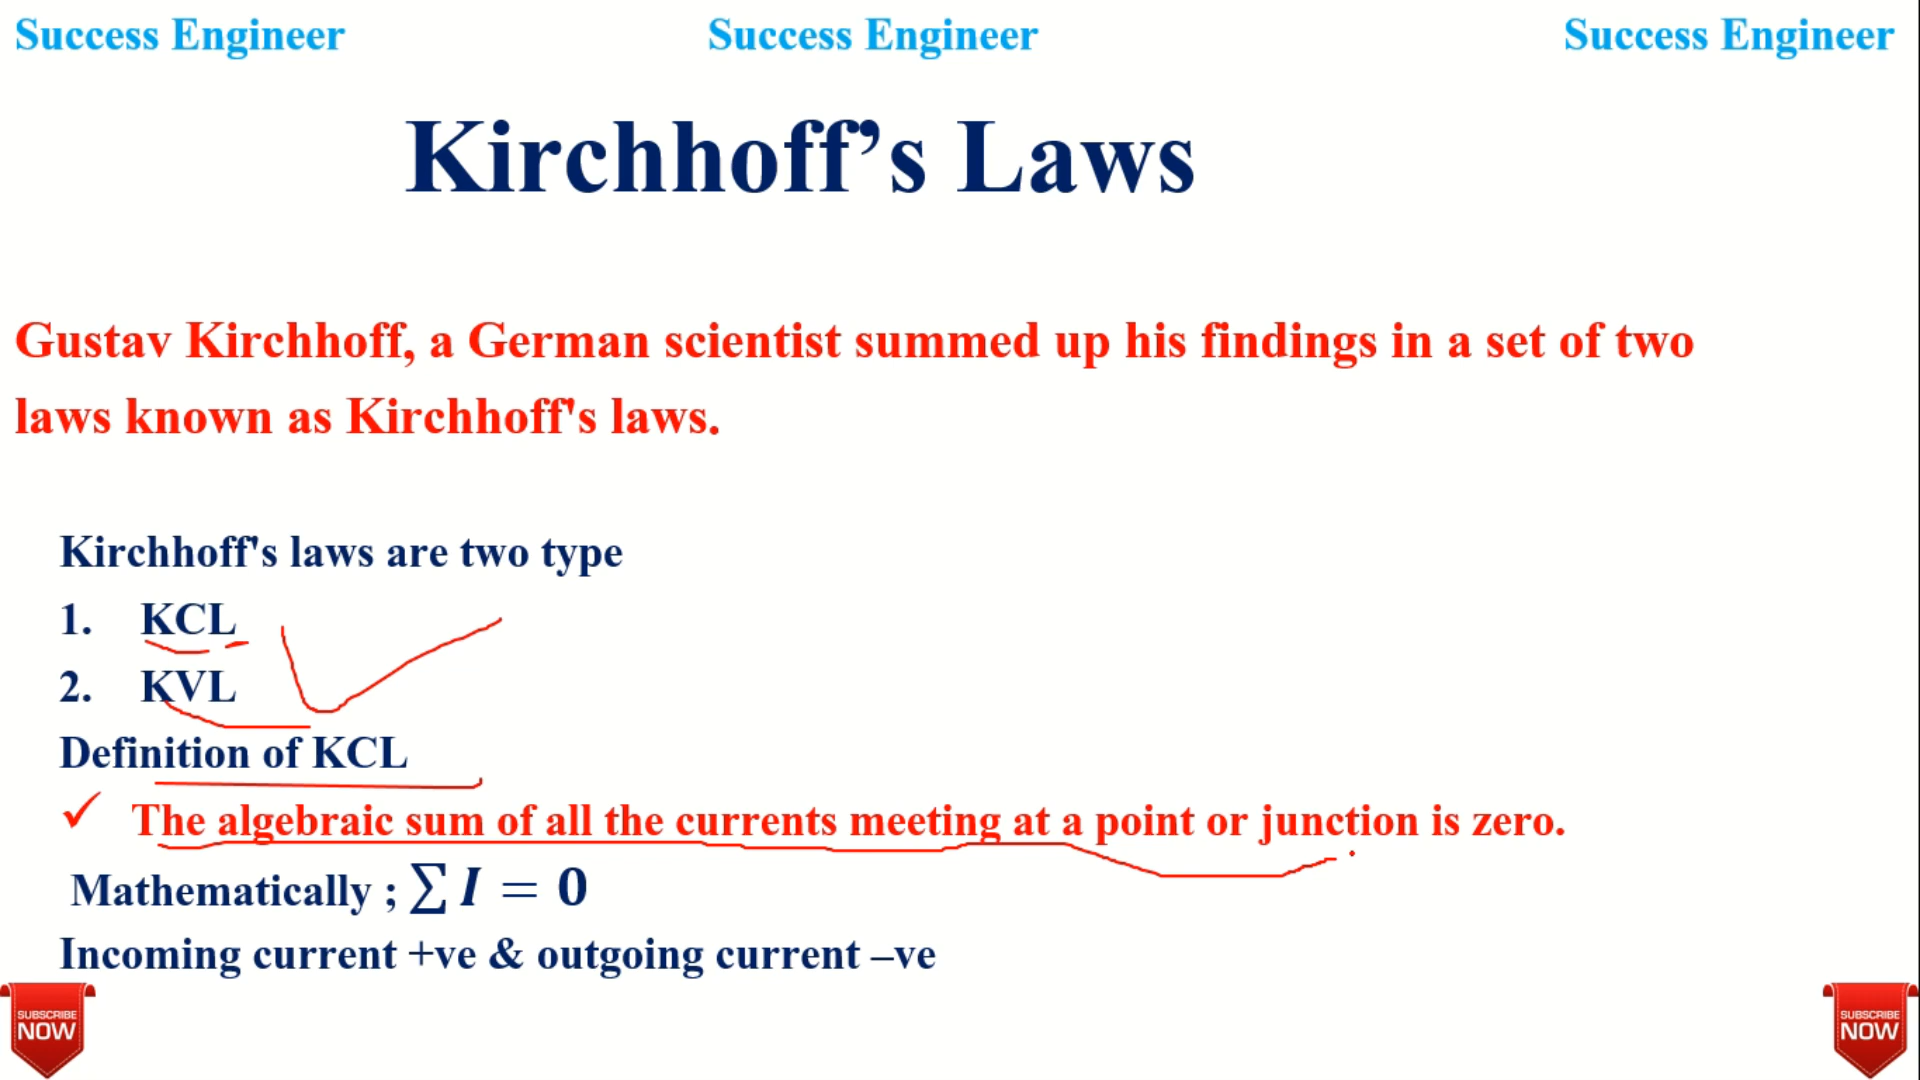 Success Engineer Success Engineer Success Engineer
Kirchhoff’s Laws
Gustav Kirchhoff, a German scientist summed up his findings in a set of two
laws known as Kirchhoff's laws.
Kirchhoff's laws are two type
1. KCL
2. KVL
Definition of KCL
✓ The algebraic sum of all the currents meeting at a point or junction is zero.
Mathematically ; ∑ I = 0
Incoming current +ve & outgoing current –ve
SUBSCRIBE NOW SUBSCRIBE NOW